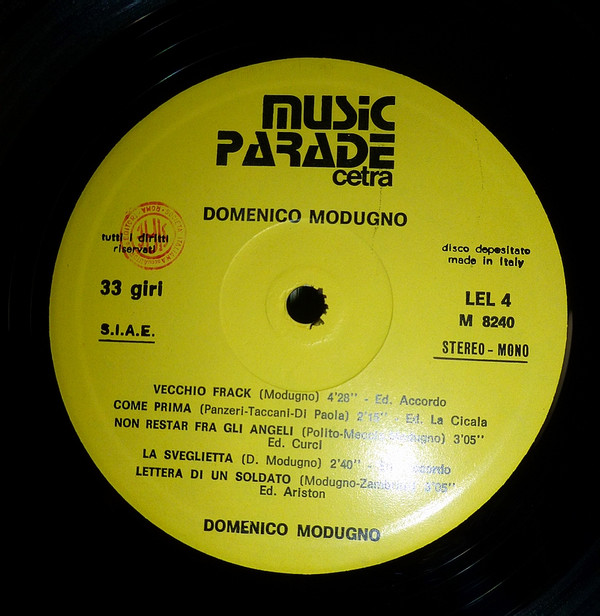 MUSIC
PARADE
cetra
DOMENICO MODUGNO
tutti i diritti
riservati
disco depositato
made in Italy
33 giri
LEL 4
M 8240
S.I.A.E.
STEREO - MONO
VECCHIO FRACK (Modugno) 4'28" - Ed. Accordo
COME PRIMA (Panzeri-Taccani-Di Paola) - Ed. La Cicala
NON RESTAR FRA GLI ANGELI 3'05"
Ed. Curci
LA SVEGLIETTA (D. Modugno) 2'40" -
LETTERA DI UN SOLDATO
Ed. Ariston
DOMENICO MODUGNO